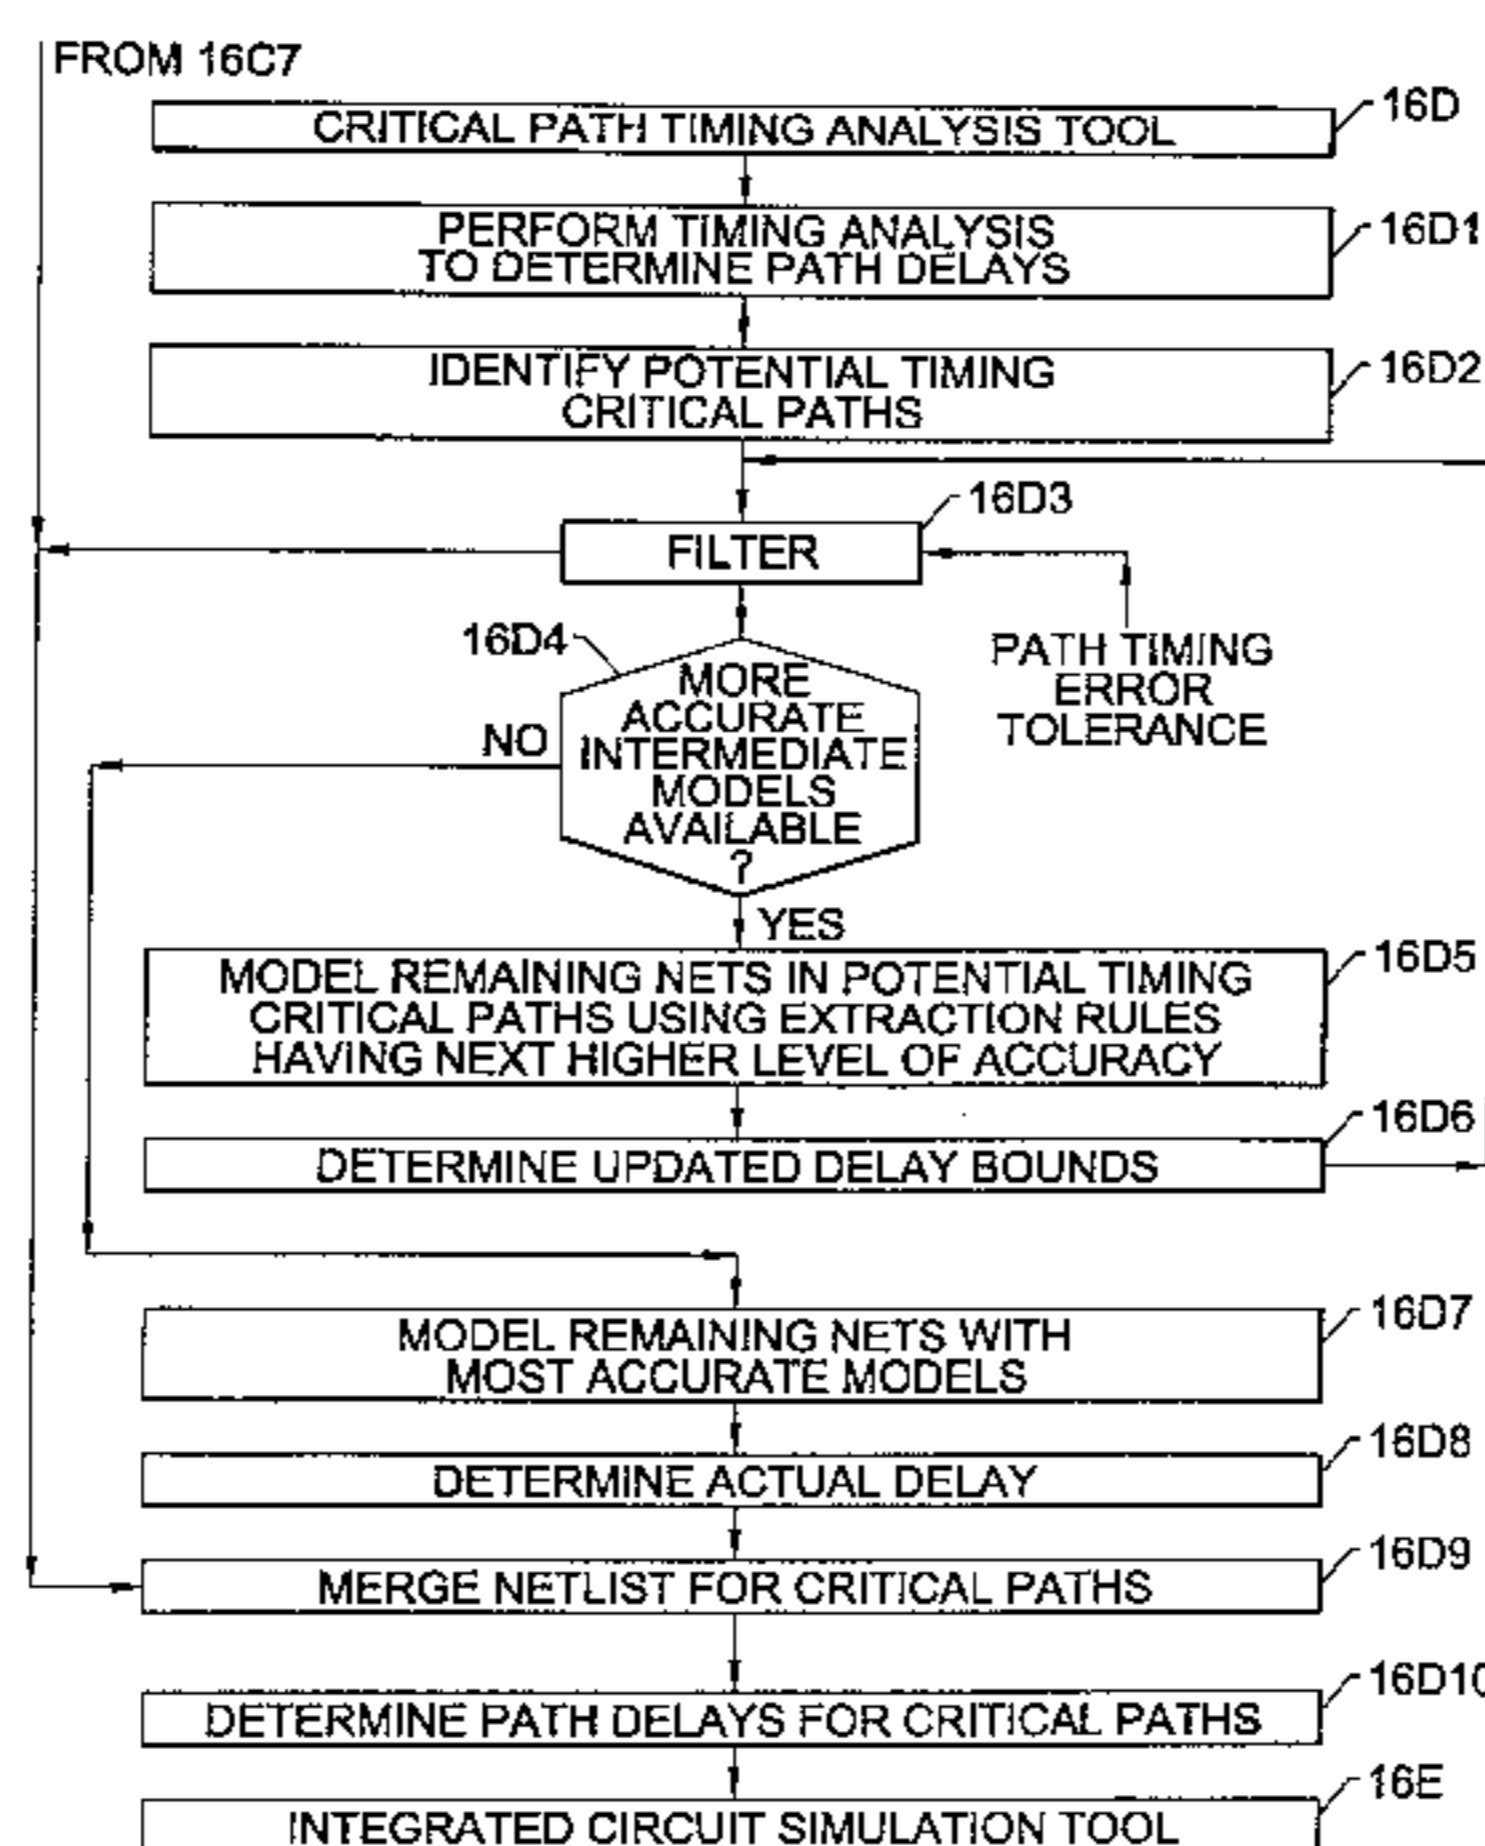 FROM 16C7
16D
CRITICAL PATH TIMING ANALYSIS TOOL
16D1
PERFORM TIMING ANALYSIS
TO DETERMINE PATH DELAYS
16D2
IDENTIFY POTENTIAL TIMING
CRITICAL PATHS
16D3
FILTER
16D4
MORE
ACCURATE
INTERMEDIATE
MODELS
AVAILABLE
?
PATH TIMING
ERROR
TOLERANCE
NO
YES
16D5
MODEL REMAINING NETS IN POTENTIAL TIMING
CRITICAL PATHS USING EXTRACTION RULES
HAVING NEXT HIGHER LEVEL OF ACCURACY
16D6
DETERMINE UPDATED DELAY BOUNDS
16D7
MODEL REMAINING NETS WITH
MOST ACCURATE MODELS
16D8
DETERMINE ACTUAL DELAY
16D9
MERGE NETLIST FOR CRITICAL PATHS
16D10
DETERMINE PATH DELAYS FOR CRITICAL PATHS
16E
INTEGRATED CIRCUIT SIMULATION TOOL